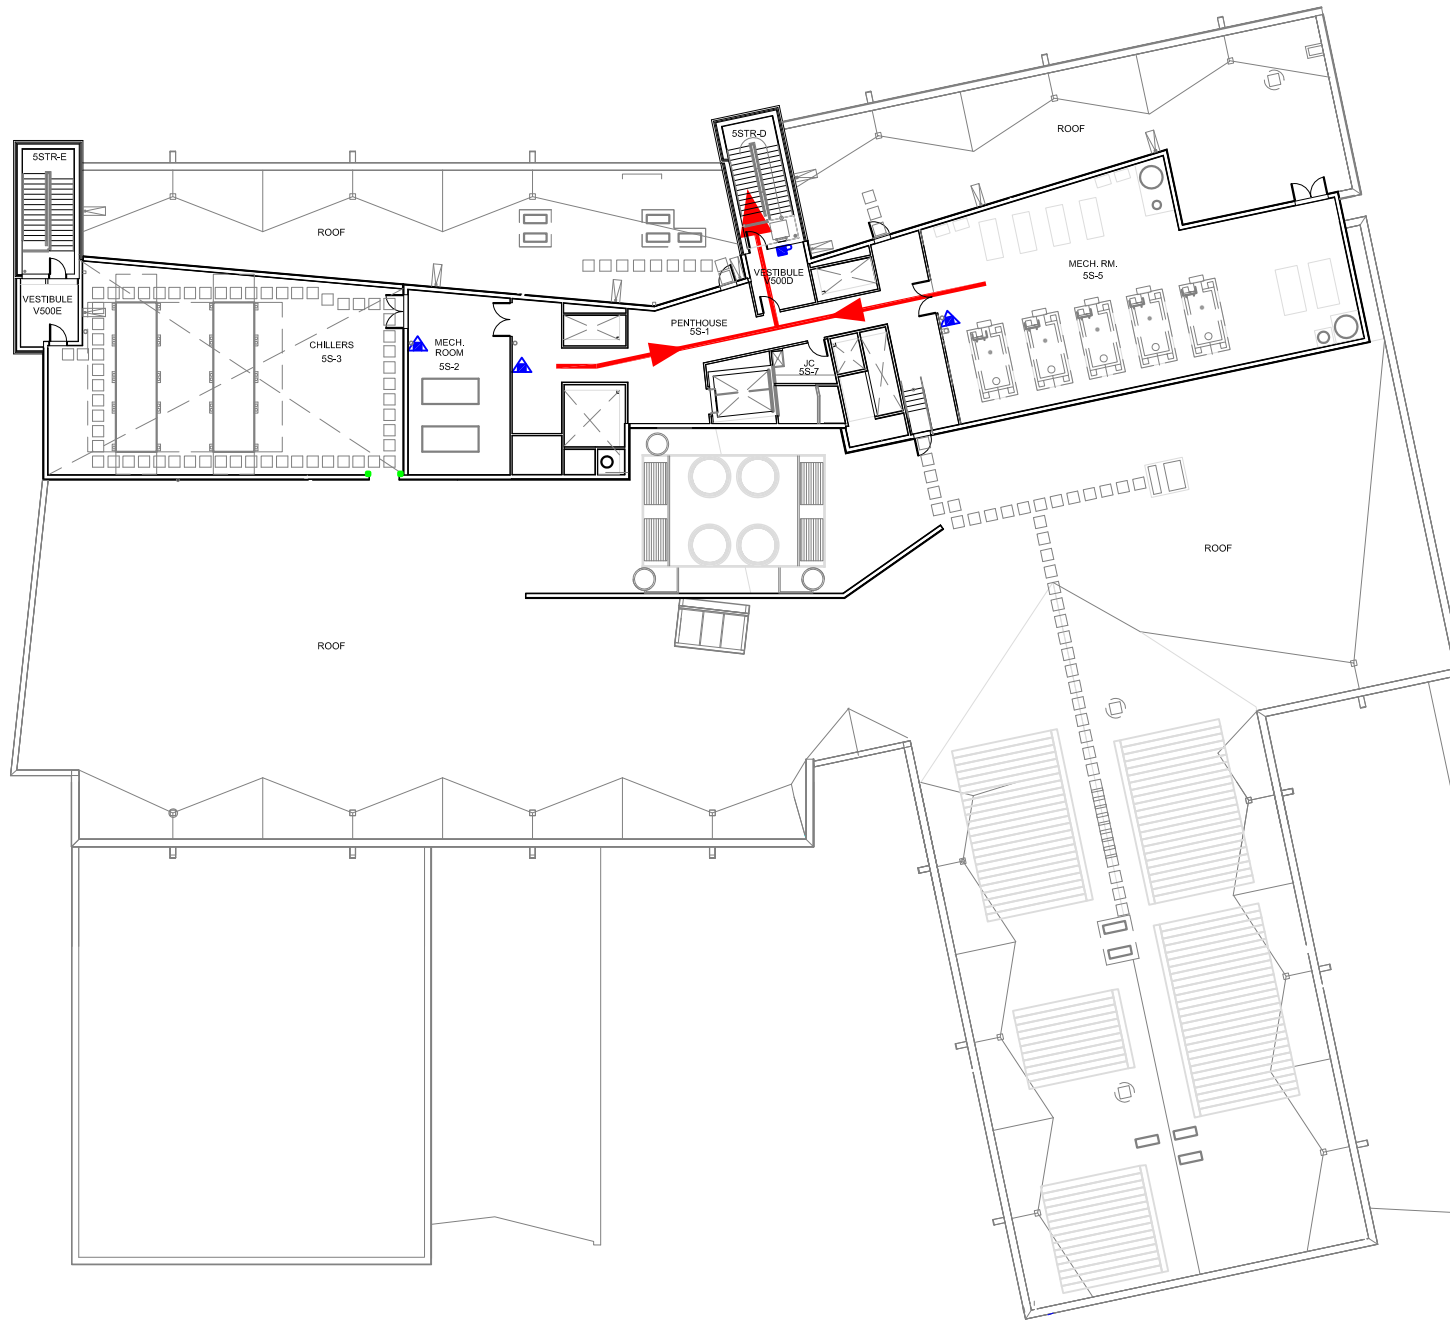 5STR-D
ROOF
5STR-E
ROOF
MECH. RM.
5S-5
VESTIBULE
V500D
VESTIBULE
V500E
PENTHOUSE
5S-1
CHILLERS
5S-3
MECH.
ROOM
5S-2
JC
5S-7
ROOF
ROOF